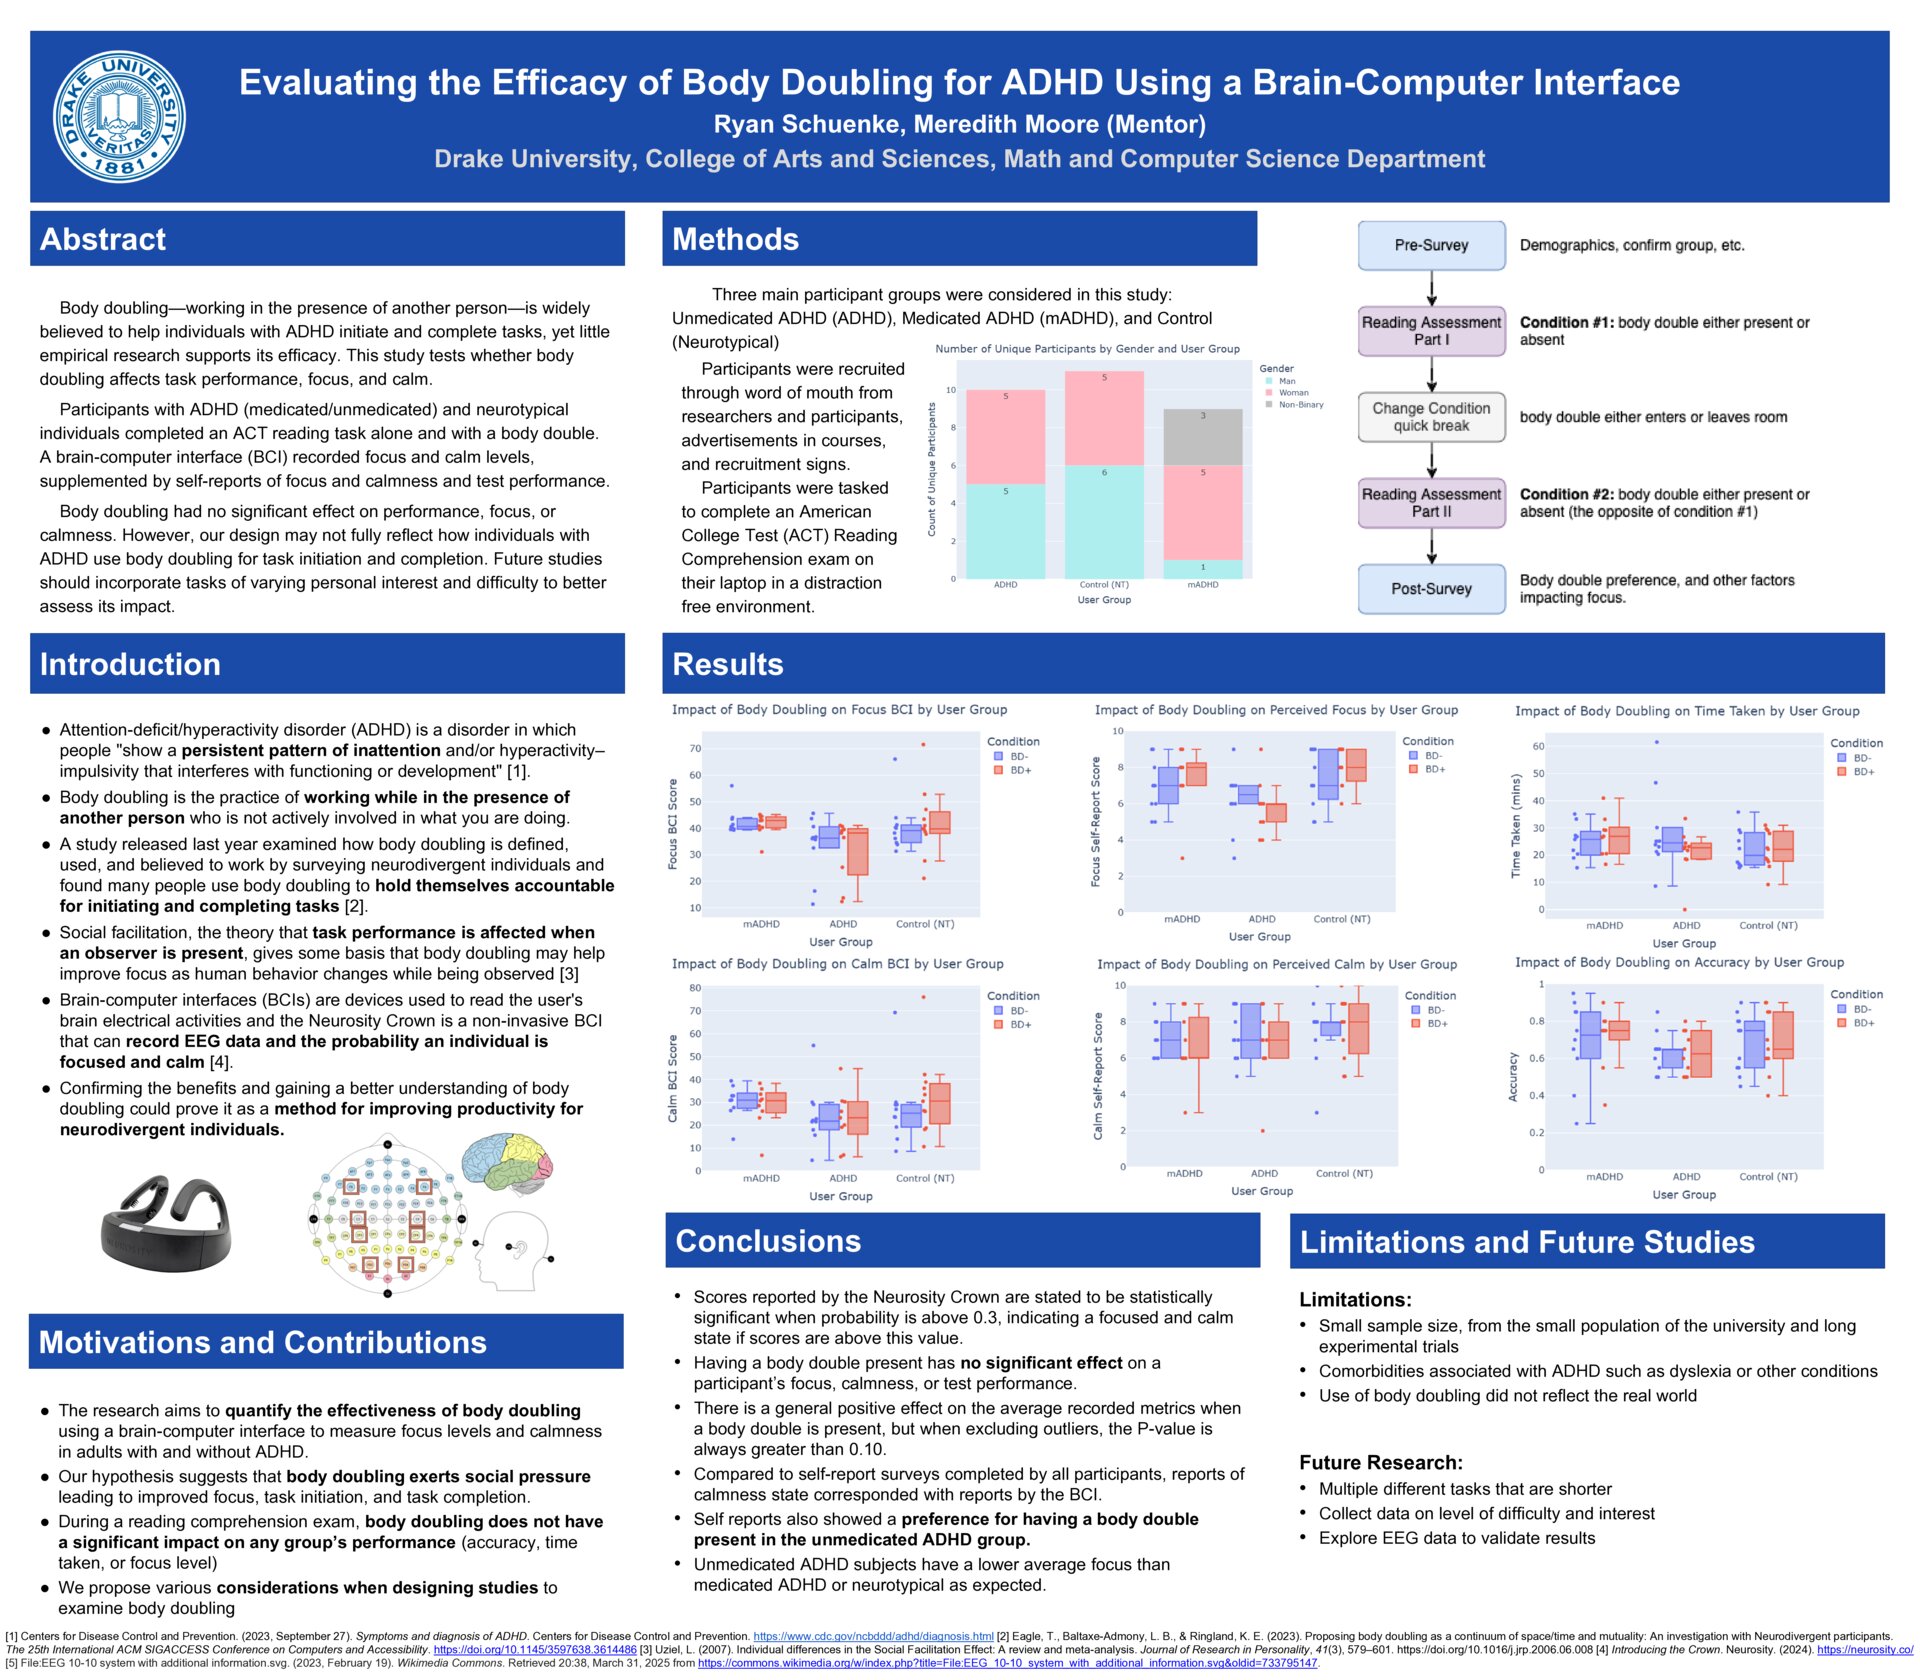 DRAKE UNIVERSITY
VERITAS
• 1881 •
Evaluating the Efficacy of Body Doubling for ADHD Using a Brain-Computer Interface
Ryan Schuenke, Meredith Moore (Mentor)
Drake University, College of Arts and Sciences, Math and Computer Science Department
Abstract
Body doubling—working in the presence of another person—is widely
believed to help individuals with ADHD initiate and complete tasks, yet little
empirical research supports its efficacy. This study tests whether body
doubling affects task performance, focus, and calm.
Participants with ADHD (medicated/unmedicated) and neurotypical
individuals completed an ACT reading task alone and with a body double.
A brain-computer interface (BCI) recorded focus and calm levels,
supplemented by self-reports of focus and calmness and test performance.
Body doubling had no significant effect on performance, focus, or
calmness. However, our design may not fully reflect how individuals with
ADHD use body doubling for task initiation and completion. Future studies
should incorporate tasks of varying personal interest and difficulty to better
assess its impact.
Introduction
● Attention-deficit/hyperactivity disorder (ADHD) is a disorder in which
people "show a persistent pattern of inattention and/or hyperactivity–
impulsivity that interferes with functioning or development" [1].
● Body doubling is the practice of working while in the presence of
another person who is not actively involved in what you are doing.
● A study released last year examined how body doubling is defined,
used, and believed to work by surveying neurodivergent individuals and
found many people use body doubling to hold themselves accountable
for initiating and completing tasks [2].
● Social facilitation, the theory that task performance is affected when
an observer is present, gives some basis that body doubling may help
improve focus as human behavior changes while being observed [3]
● Brain-computer interfaces (BCIs) are devices used to read the user's
brain electrical activities and the Neurosity Crown is a non-invasive BCI
that can record EEG data and the probability an individual is
focused and calm [4].
● Confirming the benefits and gaining a better understanding of body
doubling could prove it as a method for improving productivity for
neurodivergent individuals.
NEUROSITY
Motivations and Contributions
● The research aims to quantify the effectiveness of body doubling
using a brain-computer interface to measure focus levels and calmness
in adults with and without ADHD.
● Our hypothesis suggests that body doubling exerts social pressure
leading to improved focus, task initiation, and task completion.
● During a reading comprehension exam, body doubling does not have
a significant impact on any group's performance (accuracy, time
taken, or focus level)
● We propose various considerations when designing studies to
examine body doubling
Methods
Three main participant groups were considered in this study:
Unmedicated ADHD (ADHD), Medicated ADHD (mADHD), and Control
(Neurotypical)
Participants were recruited
through word of mouth from
researchers and participants,
advertisements in courses,
and recruitment signs.
Participants were tasked
to complete an American
College Test (ACT) Reading
Comprehension exam on
their laptop in a distraction
free environment.
Number of Unique Participants by Gender and User Group
Count of Unique Participants
10
8
6
4
2
0
5
5
5
6
3
5
1
ADHD Control (NT) mADHD
User Group
Gender
Man
Woman
Non-Binary
Pre-Survey
Demographics, confirm group, etc.
Reading Assessment
Part I
Condition #1: body double either present or
absent
Change Condition
quick break
body double either enters or leaves room
Reading Assessment
Part II
Condition #2: body double either present or
absent (the opposite of condition #1)
Post-Survey
Body double preference, and other factors
impacting focus.
Results
Impact of Body Doubling on Focus BCI by User Group
Focus BCI Score
70
60
50
40
30
20
10
mADHD ADHD Control (NT)
User Group
Condition
BD-
BD+
Impact of Body Doubling on Perceived Focus by User Group
Focus Self-Report Score
10
8
6
4
2
0
mADHD ADHD Control (NT)
User Group
Condition
BD-
BD+
Impact of Body Doubling on Time Taken by User Group
Time Taken (mins)
60
50
40
30
20
10
0
mADHD ADHD Control (NT)
User Group
Condition
BD-
BD+
Impact of Body Doubling on Calm BCI by User Group
Calm BCI Score
80
70
60
50
40
30
20
10
0
mADHD ADHD Control (NT)
User Group
Condition
BD-
BD+
Impact of Body Doubling on Perceived Calm by User Group
Calm Self-Report Score
10
8
6
4
2
0
mADHD ADHD Control (NT)
User Group
Condition
BD-
BD+
Impact of Body Doubling on Accuracy by User Group
Accuracy
1
0.8
0.6
0.4
0.2
0
mADHD ADHD Control (NT)
User Group
Condition
BD-
BD+
Conclusions
• Scores reported by the Neurosity Crown are stated to be statistically
significant when probability is above 0.3, indicating a focused and calm
state if scores are above this value.
• Having a body double present has no significant effect on a
participant's focus, calmness, or test performance.
• There is a general positive effect on the average recorded metrics when
a body double is present, but when excluding outliers, the P-value is
always greater than 0.10.
• Compared to self-report surveys completed by all participants, reports of
calmness state corresponded with reports by the BCI.
• Self reports also showed a preference for having a body double
present in the unmedicated ADHD group.
• Unmedicated ADHD subjects have a lower average focus than
medicated ADHD or neurotypical as expected.
Limitations and Future Studies
Limitations:
• Small sample size, from the small population of the university and long
experimental trials
• Comorbidities associated with ADHD such as dyslexia or other conditions
• Use of body doubling did not reflect the real world
Future Research:
• Multiple different tasks that are shorter
• Collect data on level of difficulty and interest
• Explore EEG data to validate results
[1] Centers for Disease Control and Prevention. (2023, September 27). Symptoms and diagnosis of ADHD. Centers for Disease Control and Prevention. https://www.cdc.gov/ncbddd/adhd/diagnosis.html [2] Eagle, T., Baltaxe-Admony, L. B., & Ringland, K. E. (2023). Proposing body doubling as a continuum of space/time and mutuality: An investigation with Neurodivergent participants.
The 25th International ACM SIGACCESS Conference on Computers and Accessibility. https://doi.org/10.1145/3597638.3614486 [3] Uziel, L. (2007). Individual differences in the Social Facilitation Effect: A review and meta-analysis. Journal of Research in Personality, 41(3), 579–601. https://doi.org/10.1016/j.jrp.2006.06.008 [4] Introducing the Crown. Neurosity. (2024). https://neurosity.co/
[5] File:EEG 10-10 system with additional information.svg. (2023, February 19). Wikimedia Commons. Retrieved 20:38, March 31, 2025 from https://commons.wikimedia.org/w/index.php?title=File:EEG_10-10_system_with_additional_information.svg&oldid=733795147.